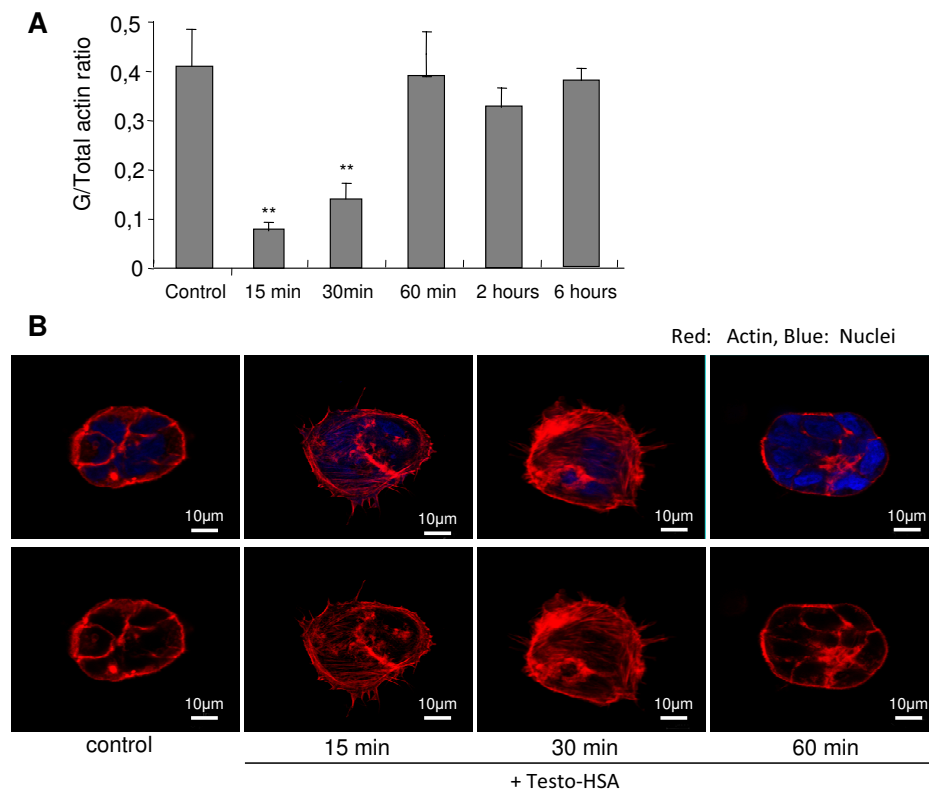 A
G/Total actin ratio
0,5
0,4
0,3
0,2
0,1
0
**
**
Control 15 min 30min 60 min 2 hours 6 hours
B
Red: Actin, Blue: Nuclei
10µm 10µm 10µm 10µm
10µm 10µm 10µm 10µm
control 15 min 30 min 60 min
+ Testo-HSA